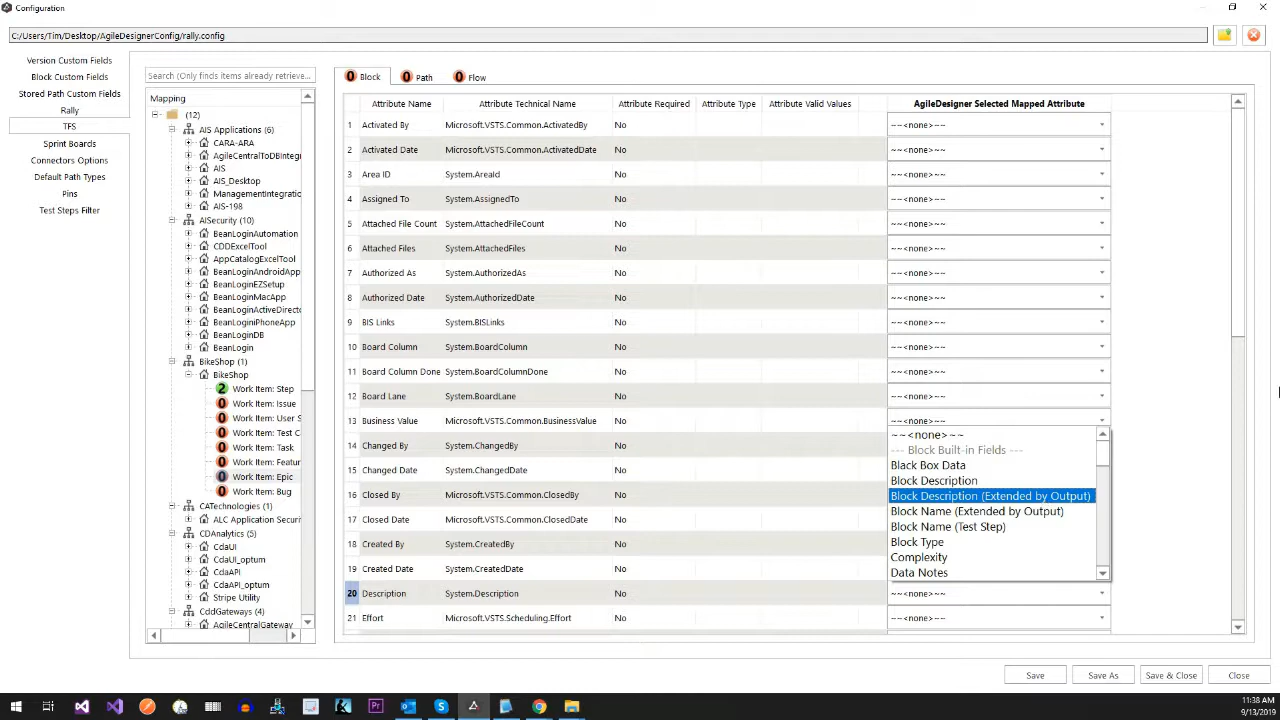 Configuration
C:/Users/Tim/Desktop/AgileDesignerConfig/rally.config
Version Custom Fields
Block Custom Fields
Stored Path Custom Fields
Rally
TFS
Sprint Boards
Connectors Options
Default Path Types
Pins
Test Steps Filter
Search (Only finds items already retrieve...
Mapping
(12)
AIS Applications (6)
CARA-ARA
AgileCentralToDBInteg
AIS
AIS_Desktop
ManagementIntegratio
AIS-198
AISecurity (10)
BeanLoginAutomation
CDDExcelTool
AppCatalogExcelTool
BeanLoginAndroidApp
BeanLoginEZSetup
BeanLoginMacApp
BeanLoginActiveDirect
BeanLoginiPhoneApp
BeanLoginDB
BeanLogin
BikeShop (1)
BikeShop
2 Work Item: Step
0 Work Item: Issue
0 Work Item: User S
0 Work Item: Test C
0 Work Item: Task
0 Work Item: Featur
0 Work Item: Epic
0 Work Item: Bug
CATechnologies (1)
ALC Application Securi
CDAnalytics (5)
CdaUI
CdaUI_optum
CdaAPI
CdaAPI_optum
Stripe Utility
CddGateways (4)
AgileCentralGateway
0 Block 0 Path 0 Flow
Attribute Name Attribute Technical Name Attribute Required Attribute Type Attribute Valid Values AgileDesigner Selected Mapped Attribute
1 Activated By Microsoft.VSTS.Common.ActivatedBy No ~~<none>~~
2 Activated Date Microsoft.VSTS.Common.ActivatedDate No ~~<none>~~
3 Area ID System.AreaId No ~~<none>~~
4 Assigned To System.AssignedTo No ~~<none>~~
5 Attached File Count System.AttachedFileCount No ~~<none>~~
6 Attached Files System.AttachedFiles No ~~<none>~~
7 Authorized As System.AuthorizedAs No ~~<none>~~
8 Authorized Date System.AuthorizedDate No ~~<none>~~
9 BIS Links System.BISLinks No ~~<none>~~
10 Board Column System.BoardColumn No ~~<none>~~
11 Board Column Done System.BoardColumnDone No ~~<none>~~
12 Board Lane System.BoardLane No ~~<none>~~
13 Business Value Microsoft.VSTS.Common.BusinessValue No ~~<none>~~
14 Changed By System.ChangedBy No
15 Changed Date System.ChangedDate No
16 Closed By Microsoft.VSTS.Common.ClosedBy No
17 Closed Date Microsoft.VSTS.Common.ClosedDate No
18 Created By System.CreatedBy No
19 Created Date System.CreatedDate No
20 Description System.Description No ~~<none>~~
21 Effort Microsoft.VSTS.Scheduling.Effort No ~~<none>~~
~~<none>~~
--- Block Built-in Fields ---
Black Box Data
Block Description
Block Description (Extended by Output)
Block Name (Extended by Output)
Block Name (Test Step)
Block Type
Complexity
Data Notes
Save Save As Save & Close Close
11:38 AM
9/13/2019